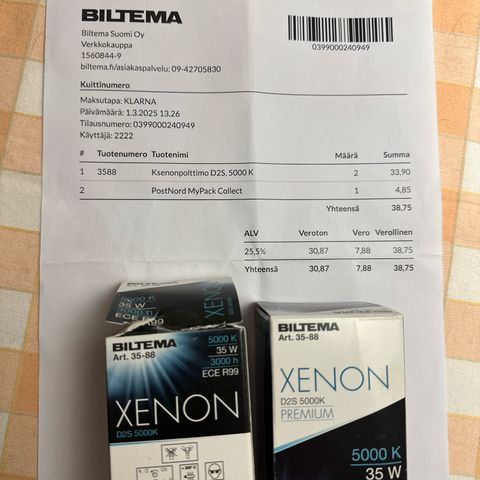 BILTEMA
Biltema Suomi Oy
Verkkokauppa
1560844-9
biltema.fi/asiakaspalvelu: 09-42705830
0399000240949
Kuittinumero
Maksutapa: KLARNA
Päivämäärä: 1.3.2025 13.26
Tilausnumero: 0399000240949
Käyttäjä: 2222
# Tuotenumero Tuotenimi Määrä Summa
1 3588 Ksenonpolttimo D2S, 5000 K 2 33,90
2 PostNord MyPack Collect 1 4,85
Yhteensä 38,75
ALV Veroton Vero Verollinen
25,5% 30,87 7,88 38,75
Yhteensä 30,87 7,88 38,75
5000 K
35 W
3000 h
ECE R99
XENON
BILTEMA
Art. 35-88
5000 K
35 W
3000 h
ECE R99
XENON
D2S 5000K
BILTEMA
Art. 35-88
XENON
D2S 5000K
PREMIUM
5000 K
35 W